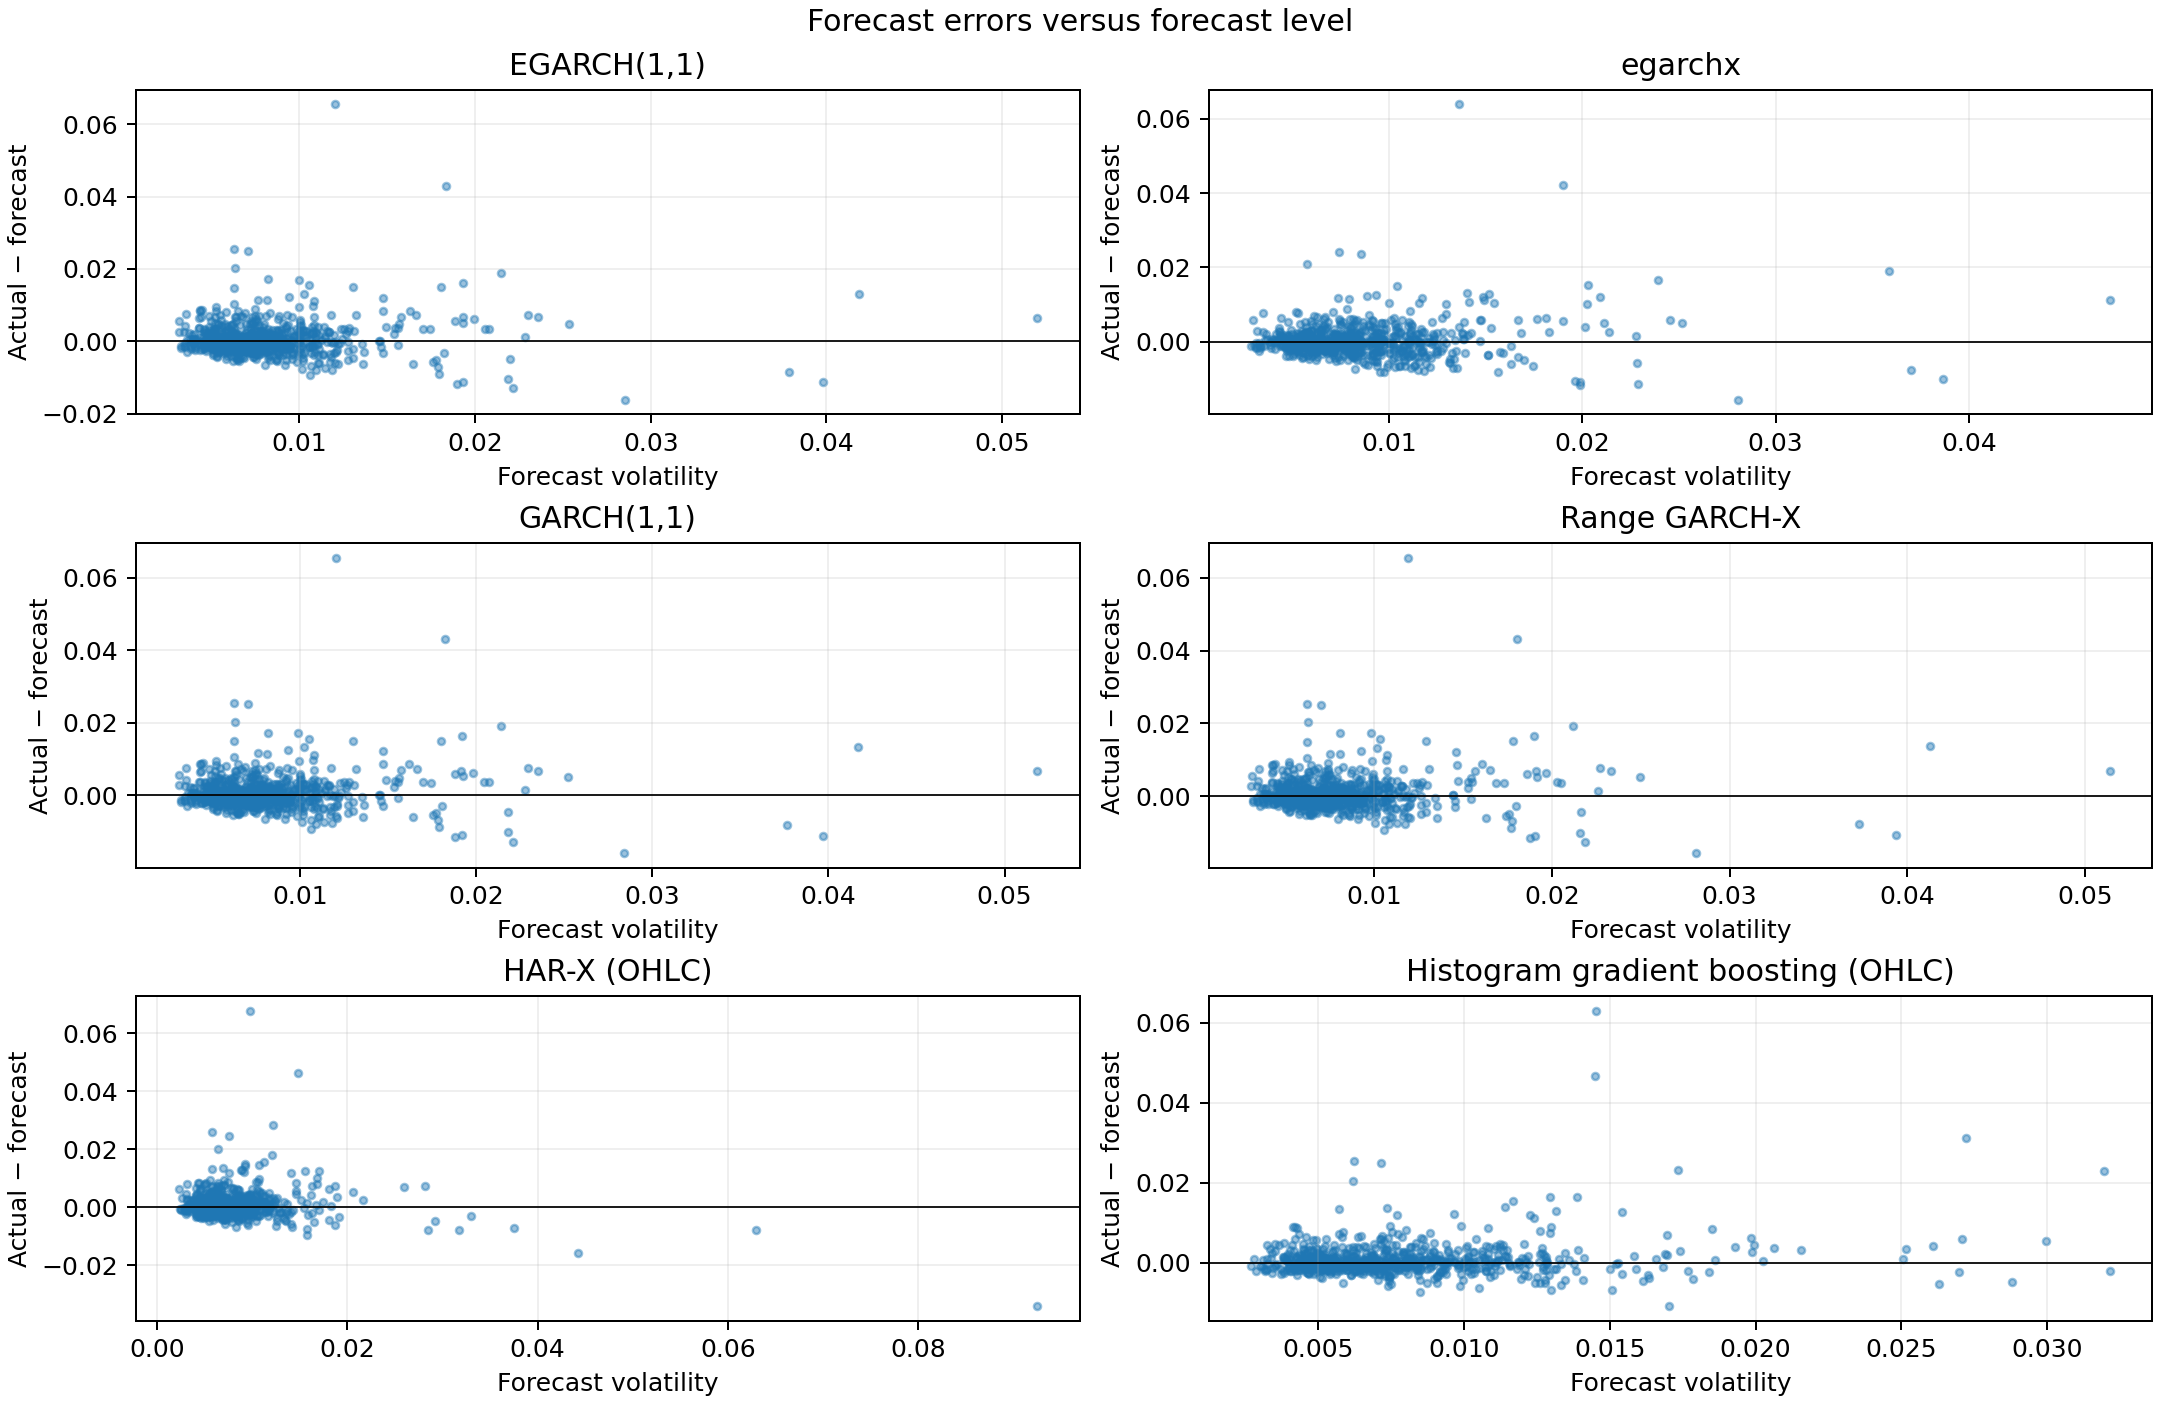 Forecast errors versus forecast level
EGARCH(1,1)
Actual − forecast
0.06
0.04
0.02
0.00
−0.02
0.01 0.02 0.03 0.04 0.05
Forecast volatility
egarchx
Actual − forecast
0.06
0.04
0.02
0.00
0.01 0.02 0.03 0.04
Forecast volatility
GARCH(1,1)
Actual − forecast
0.06
0.04
0.02
0.00
0.01 0.02 0.03 0.04 0.05
Forecast volatility
Range GARCH-X
Actual − forecast
0.06
0.04
0.02
0.00
0.01 0.02 0.03 0.04 0.05
Forecast volatility
HAR-X (OHLC)
Actual − forecast
0.06
0.04
0.02
0.00
−0.02
0.00 0.02 0.04 0.06 0.08
Forecast volatility
Histogram gradient boosting (OHLC)
Actual − forecast
0.06
0.04
0.02
0.00
0.005 0.010 0.015 0.020 0.025 0.030
Forecast volatility